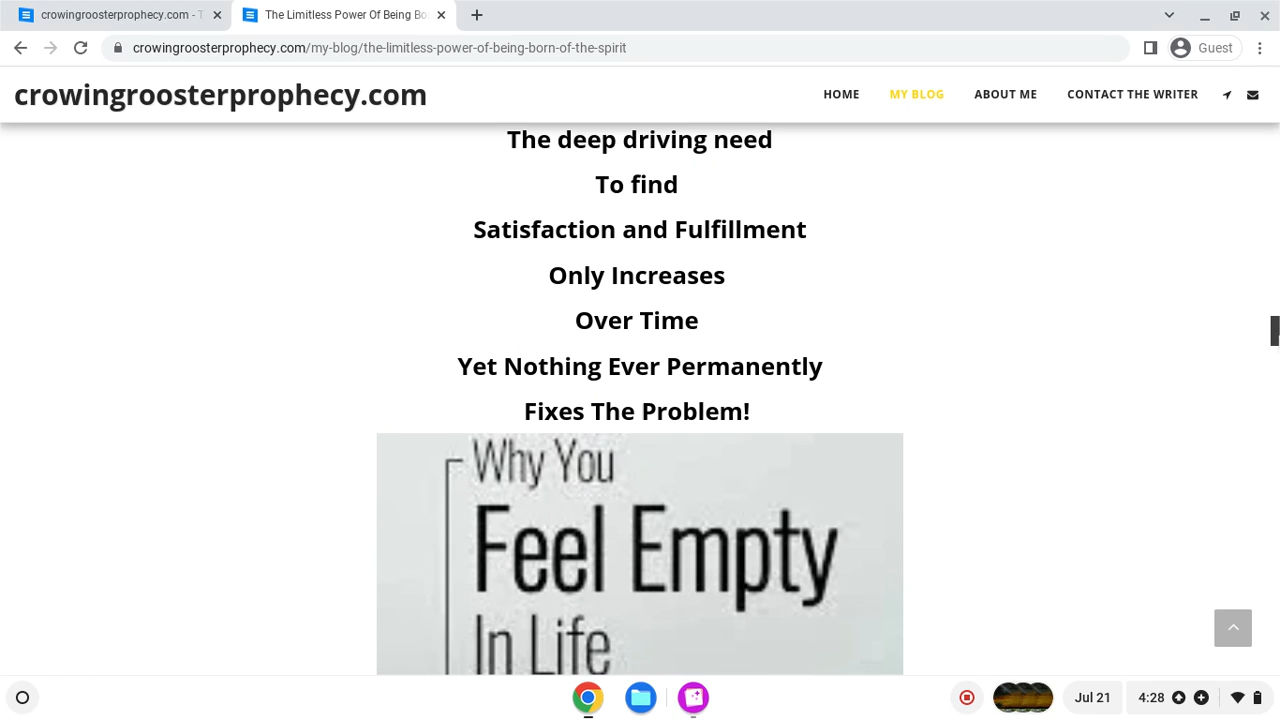 crowingroosterprophecy.com - T
The Limitless Power Of Being Bo
crowingroosterprophecy.com/my-blog/the-limitless-power-of-being-born-of-the-spirit
Guest
crowingroosterprophecy.com
HOME
MY BLOG
ABOUT ME
CONTACT THE WRITER
The deep driving need
To find
Satisfaction and Fulfillment
Only Increases
Over Time
Yet Nothing Ever Permanently
Fixes The Problem!
Why You
Feel Empty
In Life
Jul 21
4:28